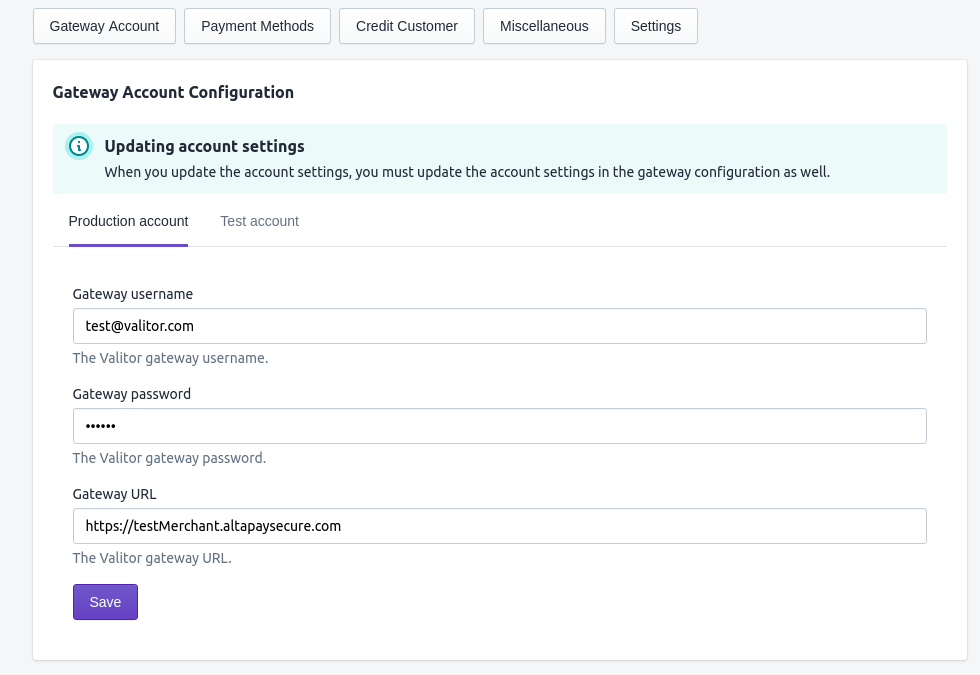 Gateway Account Payment Methods Credit Customer Miscellaneous Settings
Gateway Account Configuration
Updating account settings
When you update the account settings, you must update the account settings in the gateway configuration as well.
Production account Test account
Gateway username
test@valitor.com
The Valitor gateway username.
Gateway password
••••••
The Valitor gateway password.
Gateway URL
https://testMerchant.altapaysecure.com
The Valitor gateway URL.
Save